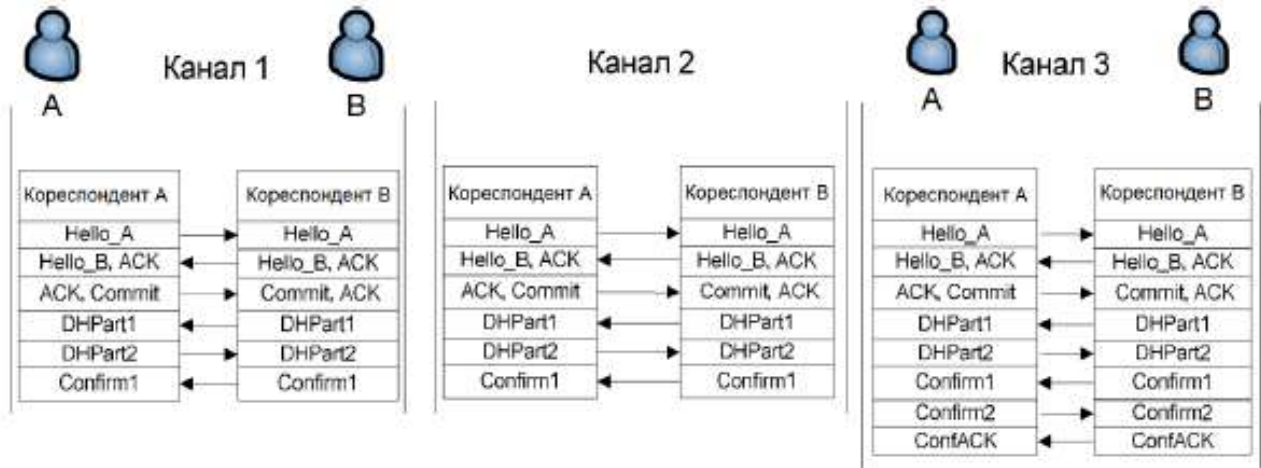 Канал 1
A
B
Кореспондент А
Кореспондент В
Hello_A
Hello_A
Hello_B, ACK
Hello_B, ACK
ACK, Commit
Commit, ACK
DHPart1
DHPart1
DHPart2
DHPart2
Confirm1
Confirm1
Канал 2
Кореспондент А
Кореспондент В
Hello_A
Hello_A
Hello_B, ACK
Hello_B, ACK
ACK, Commit
Commit, ACK
DHPart1
DHPart1
DHPart2
DHPart2
Confirm1
Confirm1
Канал 3
A
B
Кореспондент А
Кореспондент В
Hello_A
Hello_A
Hello_B, ACK
Hello_B, ACK
ACK, Commit
Commit, ACK
DHPart1
DHPart1
DHPart2
DHPart2
Confirm1
Confirm1
Confirm2
Confirm2
ConfACK
ConfACK